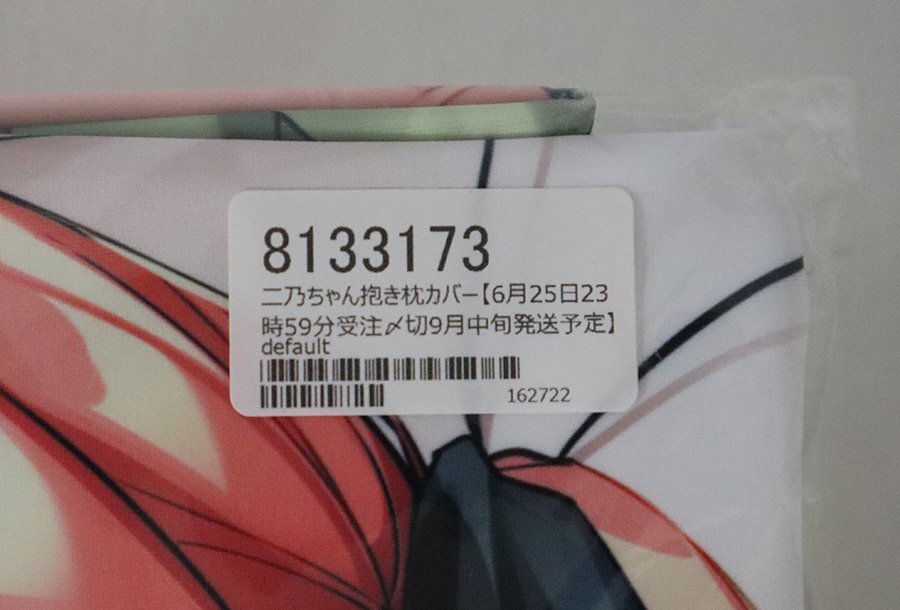 8133173
二乃ちゃん抱き枕カバー【6月25日23
時59分受注〆切9月中旬発送予定】
default
162722